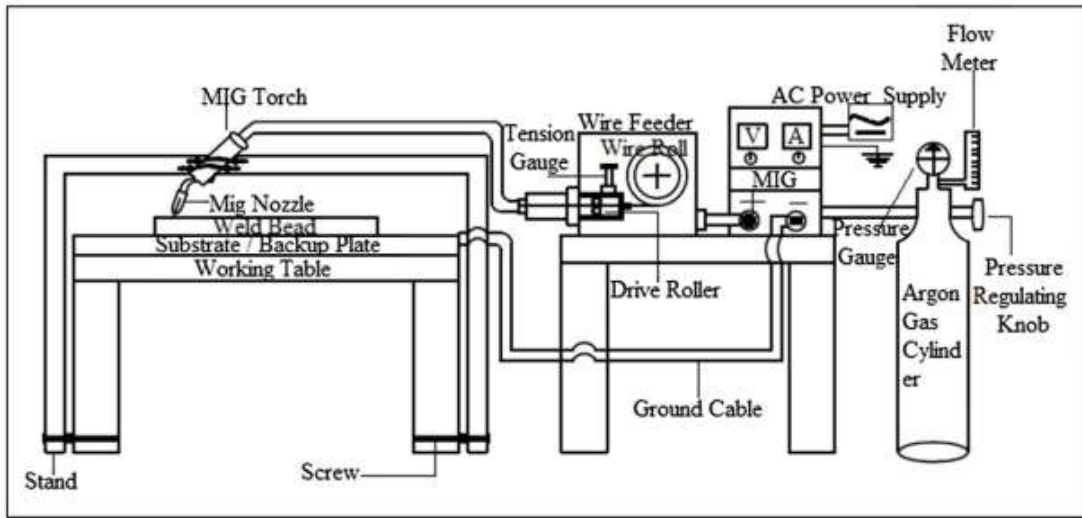 Flow
Meter
MIG Torch
AC Power Supply
Tension
Gauge
Wire Feeder
Wire Roll
V
A
MIG
Mig Nozzle
Weld Bead
Substrate / Backup Plate
Working Table
Pressure
Gauge
Drive Roller
Pressure
Regulating
Knob
Argon
Gas
Cylind
er
Ground Cable
Screw
Stand